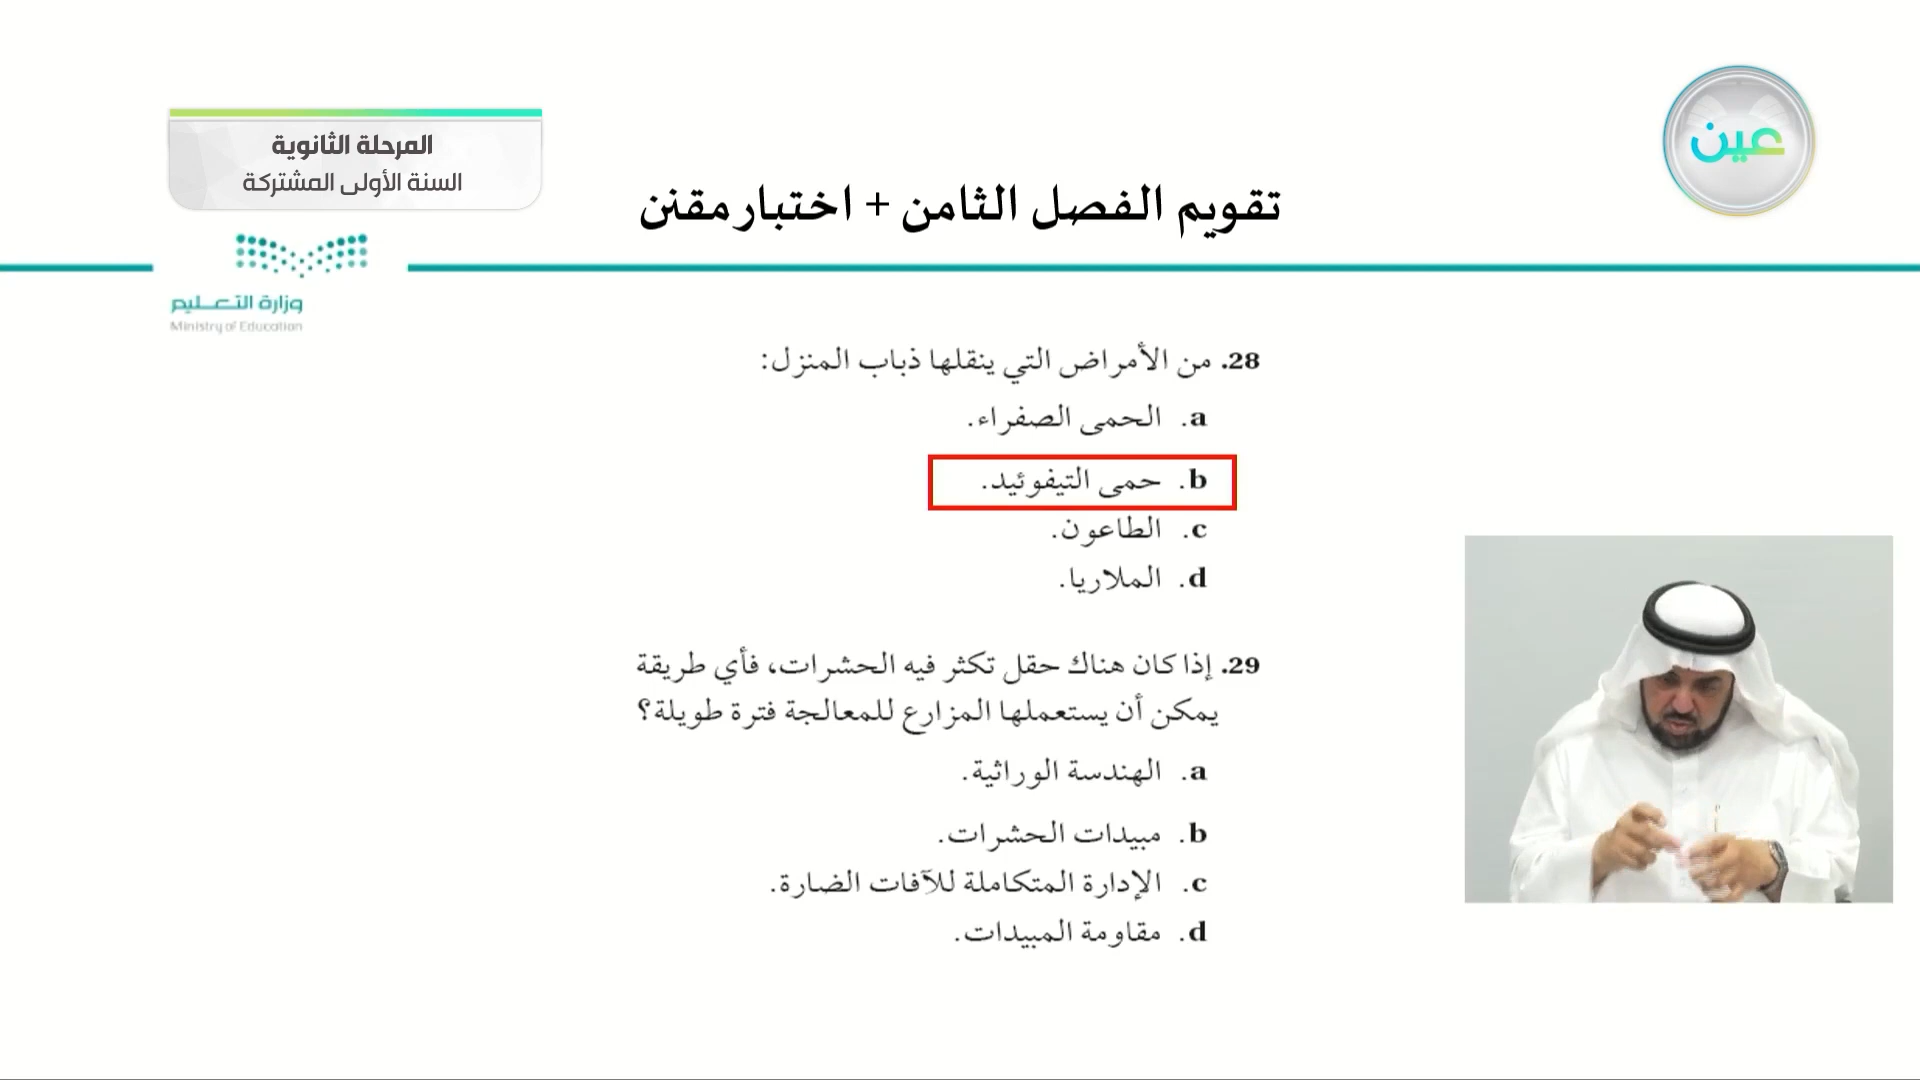 عين
المرحلة الثانوية
السنة الأولى المشتركة
تقويم الفصل الثامن + اختبار مقنن
وزارة التعليم
Ministry of Education
28. من الأمراض التي ينقلها ذباب المنزل:
a. الحمى الصفراء.
b. حمى التيفوئيد.
c. الطاعون.
d. الملاريا.
29. إذا كان هناك حقل تكثر فيه الحشرات، فأي طريقة
يمكن أن يستعملها المزارع للمعالجة فترة طويلة؟
a. الهندسة الوراثية.
b. مبيدات الحشرات.
c. الإدارة المتكاملة للآفات الضارة.
d. مقاومة المبيدات.